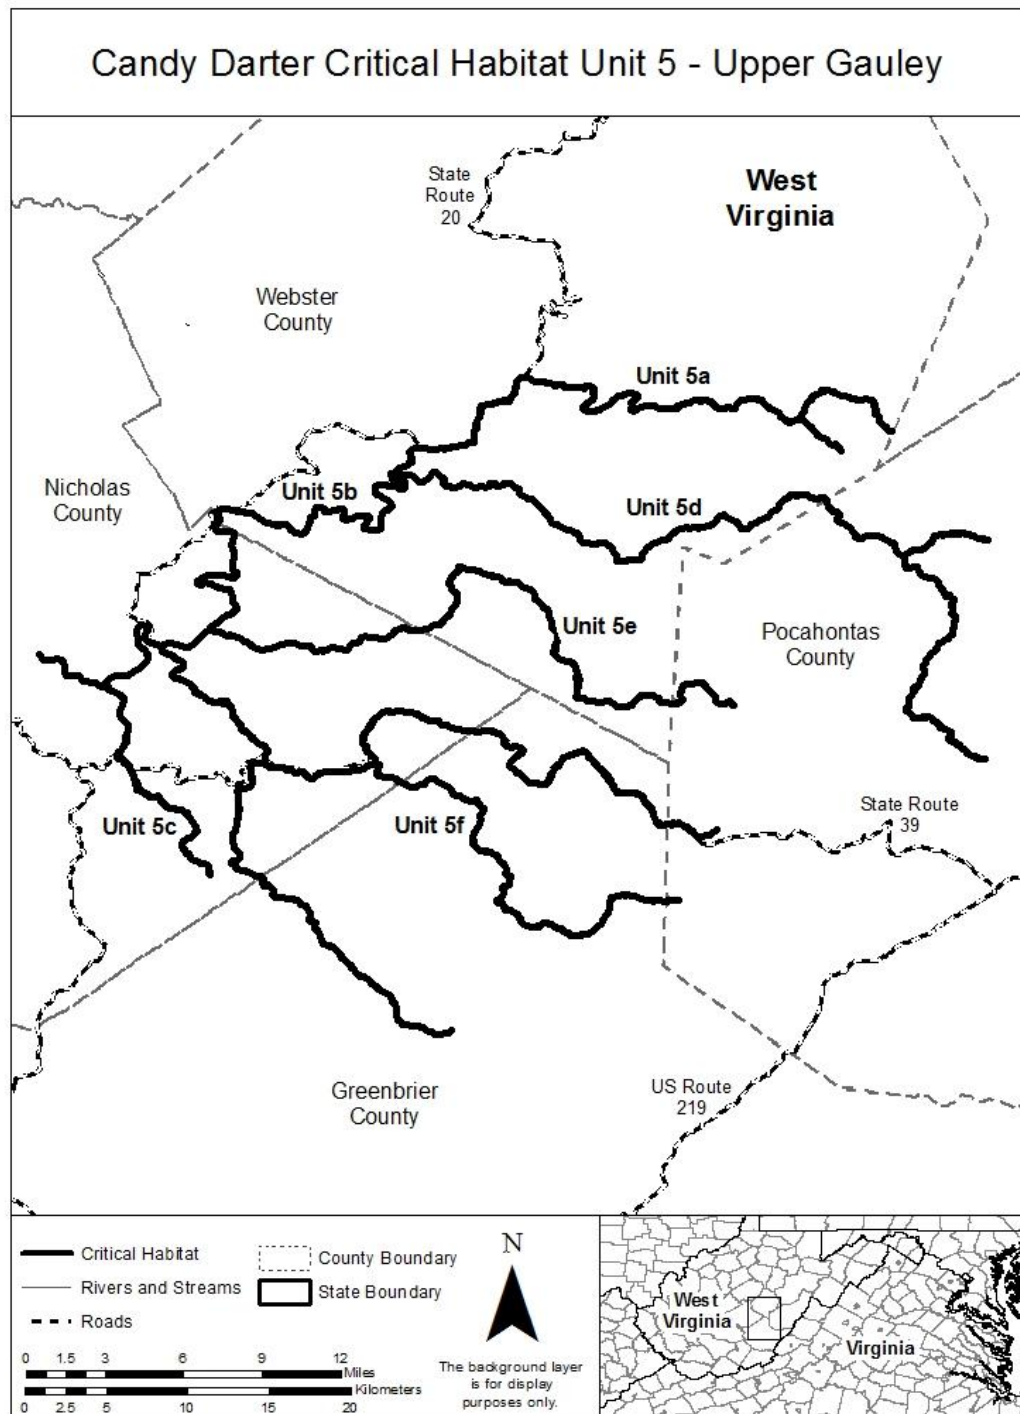 Candy Darter Critical Habitat Unit 5 - Upper Gauley
State
Route
20
West
Virginia
Webster
County
Unit 5a
Nicholas
County
Unit 5b
Unit 5d
Unit 5e
Pocahontas
County
State Route
39
Unit 5c
Unit 5f
US Route
219
Greenbrier
County
Critical Habitat
Rivers and Streams
Roads
County Boundary
State Boundary
0 1.5 3 6 9 12
Miles
Kilometers
0 2.5 5 10 15 20
N
The background layer
is for display
purposes only.
West
Virginia
Virginia